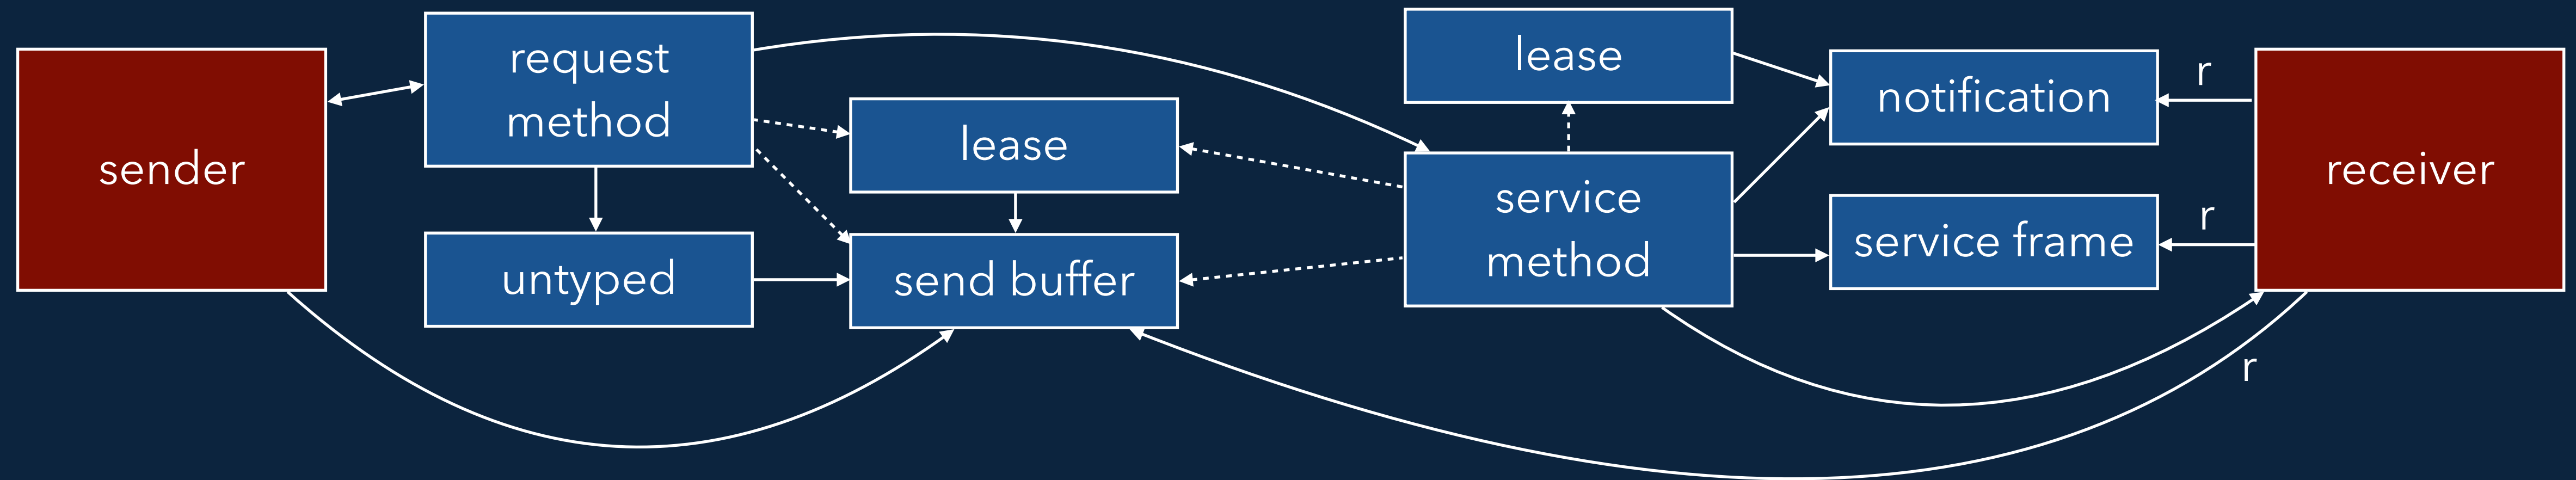 sender
request
method
untyped
lease
send buffer
lease
service
method
notification
service frame
r
r
r
receiver